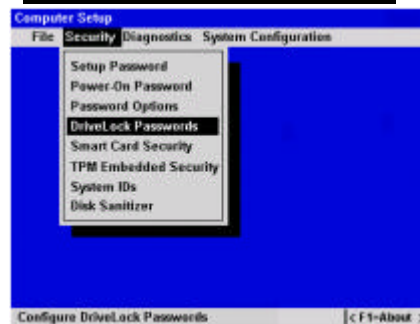 Computer Setup
File Security Diagnostics System Configuration
Setup Password
Power-On Password
Password Options
DriveLock Passwords
Smart Card Security
TPM Embedded Security
System IDs
Disk Sanitizer
Configure DriveLock Passwords <F1=About